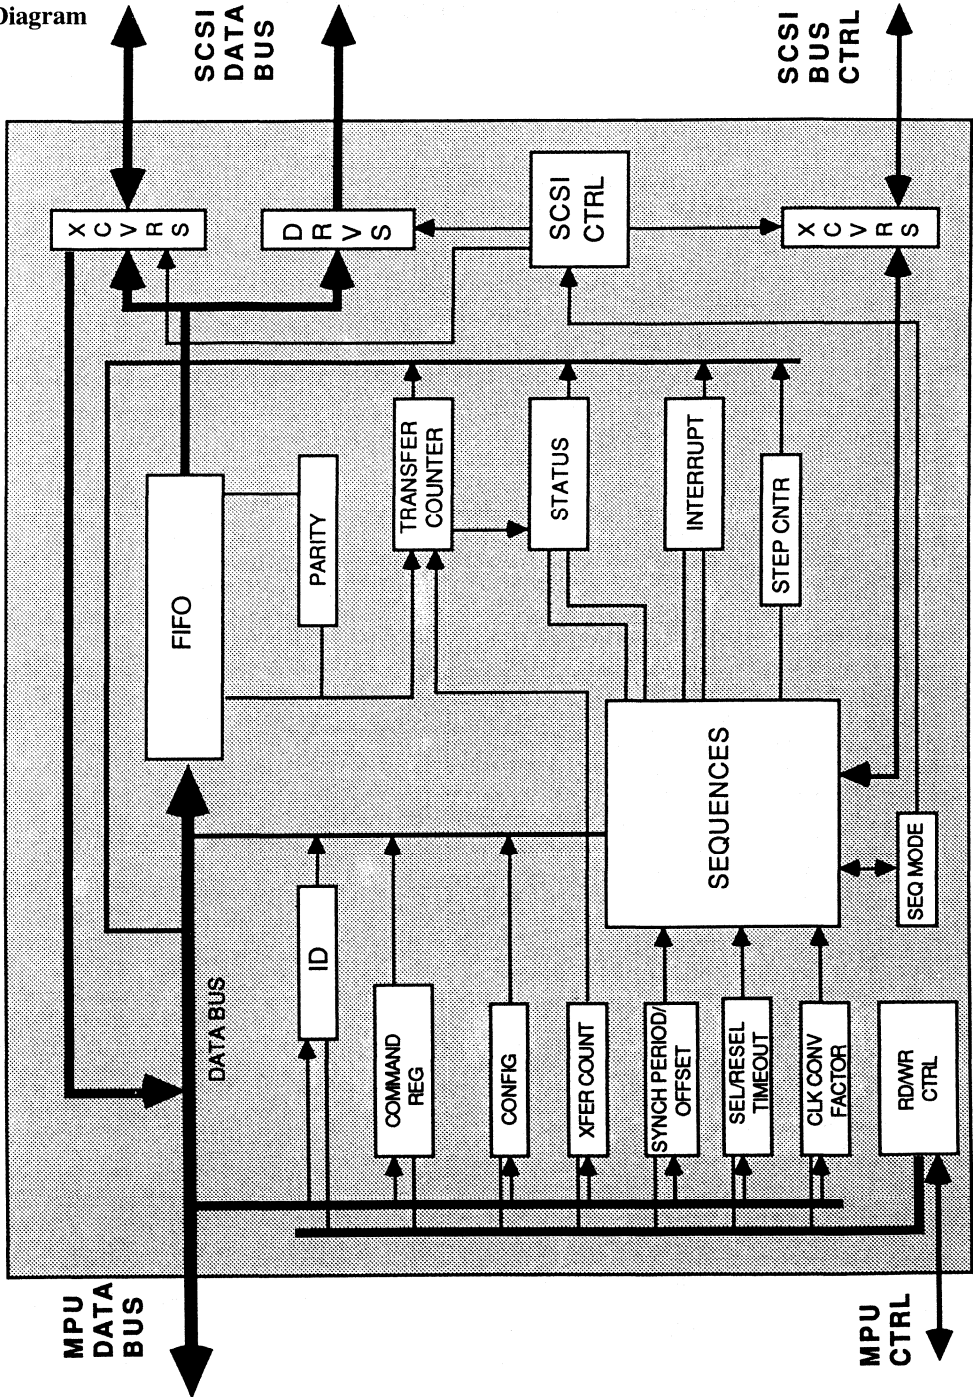 Diagram
SCSI
DATA
BUS
SCSI
BUS
CTRL
X
C
V
R
S
D
R
V
S
SCSI
CTRL
X
C
V
R
S
FIFO
PARITY
TRANSFER
COUNTER
STATUS
INTERRUPT
STEP CNTR
SEQUENCES
SEQ MODE
DATA BUS
ID
COMMAND
REG
CONFIG
XFER COUNT
SYNCH PERIOD/
OFFSET
SEL/RESEL
TIMEOUT
CLK CONV
FACTOR
RD/WR
CTRL
MPU
DATA
BUS
MPU
CTRL